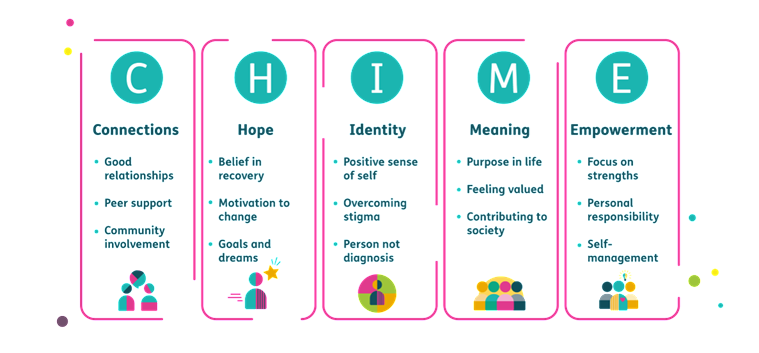 C
Connections
Good
relationships
Peer support
Community
involvement
H
Hope
Belief in
recovery
Motivation to
change
Goals and
dreams
I
Identity
Positive sense
of self
Overcoming
stigma
Person not
diagnosis
M
Meaning
Purpose in life
Feeling valued
Contributing to
society
E
Empowerment
Focus on
strengths
Personal
responsibility
Self-
management